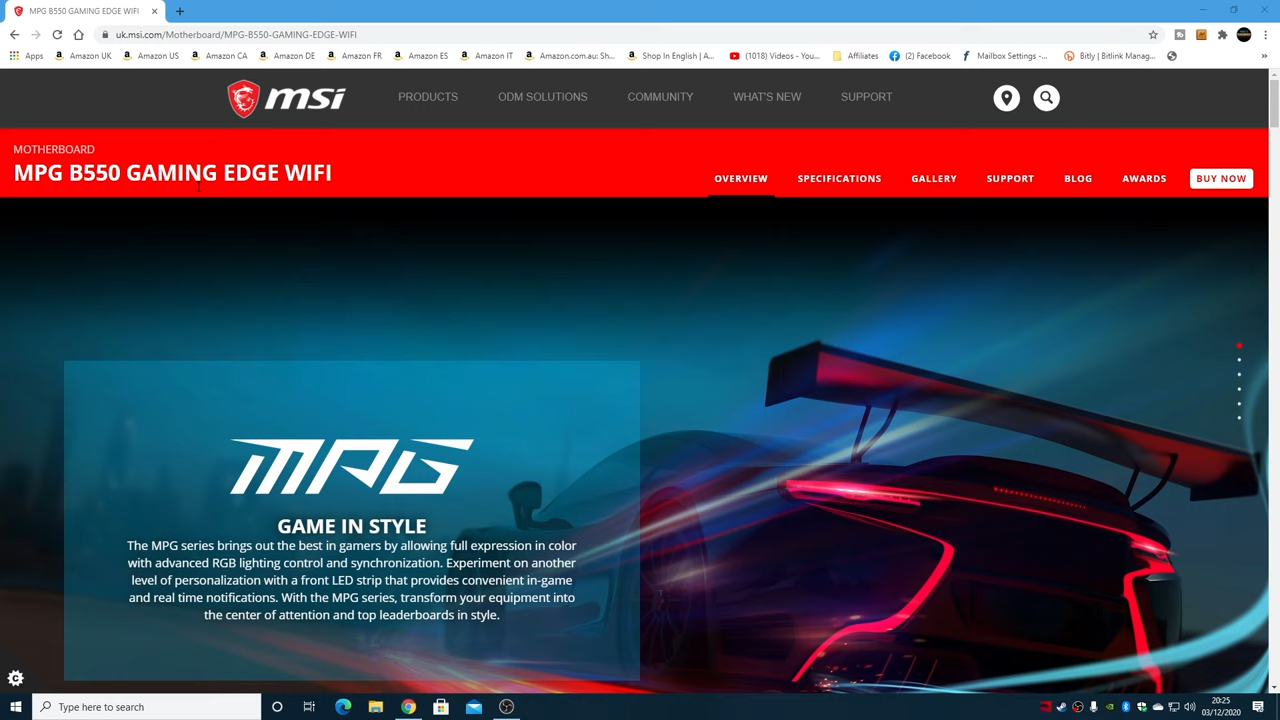 MPG B550 GAMING EDGE WIFI
uk.msi.com/Motherboard/MPG-B550-GAMING-EDGE-WIFI
Apps Amazon UK Amazon US Amazon CA Amazon DE Amazon FR Amazon ES Amazon IT Amazon.com.au: Sh... Shop In English | A... (1018) Videos - You... Affiliates (2) Facebook Mailbox Settings -... Bitly | Bitlink Manag... »
msi PRODUCTS ODM SOLUTIONS COMMUNITY WHAT'S NEW SUPPORT
MOTHERBOARD
MPG B550 GAMING EDGE WIFI
OVERVIEW SPECIFICATIONS GALLERY SUPPORT BLOG AWARDS BUY NOW
MPG
GAME IN STYLE
The MPG series brings out the best in gamers by allowing full expression in color
with advanced RGB lighting control and synchronization. Experiment on another
level of personalization with a front LED strip that provides convenient in-game
and real time notifications. With the MPG series, transform your equipment into
the center of attention and top leaderboards in style.
Type here to search
20:25
03/12/2020